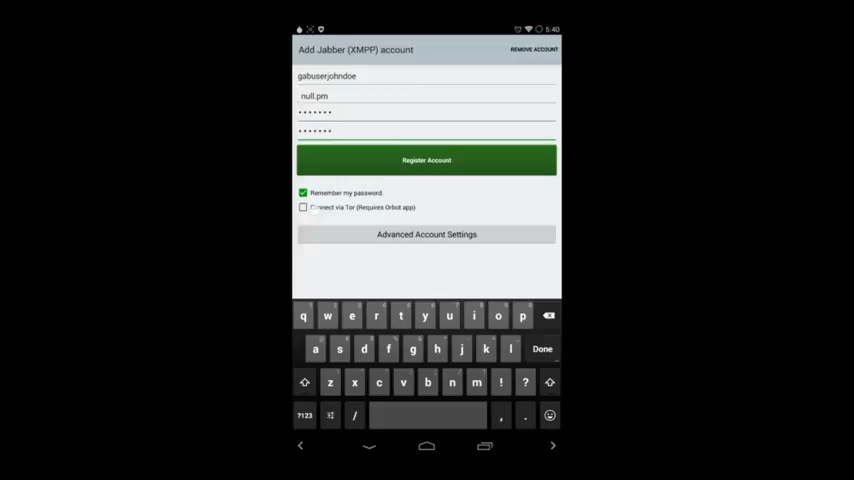 5:40
Add Jabber (XMPP) account REMOVE ACCOUNT
gabuserjohndoe
null.pm
•••••••
•••••••
Register Account
Remember my password.
Connect via Tor (Requires Orbot app)
Advanced Account Settings
q w e r t y u i o p
a s d f g h j k l Done
z x c v b n m ! ?
?123 / , .